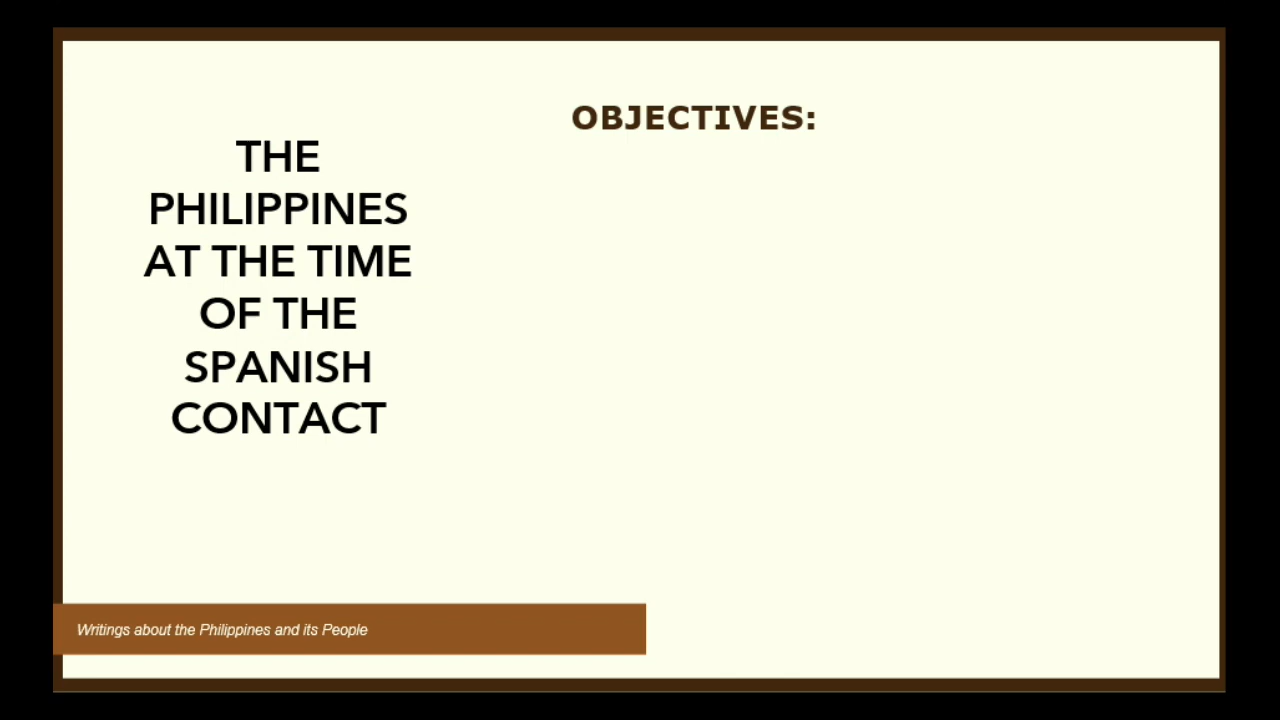 THE
PHILIPPINES
AT THE TIME
OF THE
SPANISH
CONTACT
OBJECTIVES:
Writings about the Philippines and its People